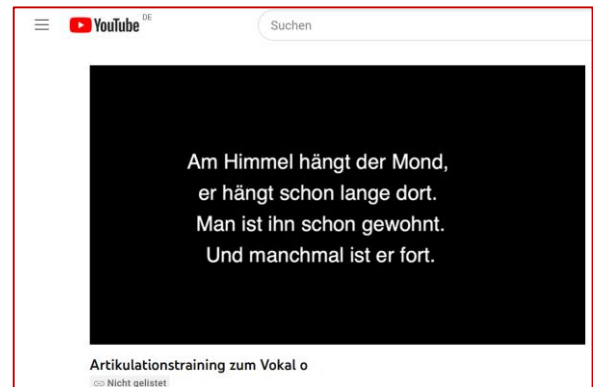 YouTube DE
Suchen
Am Himmel hängt der Mond,
er hängt schon lange dort.
Man ist ihn schon gewohnt.
Und manchmal ist er fort.
Artikulationstraining zum Vokal o
Nicht gelistet